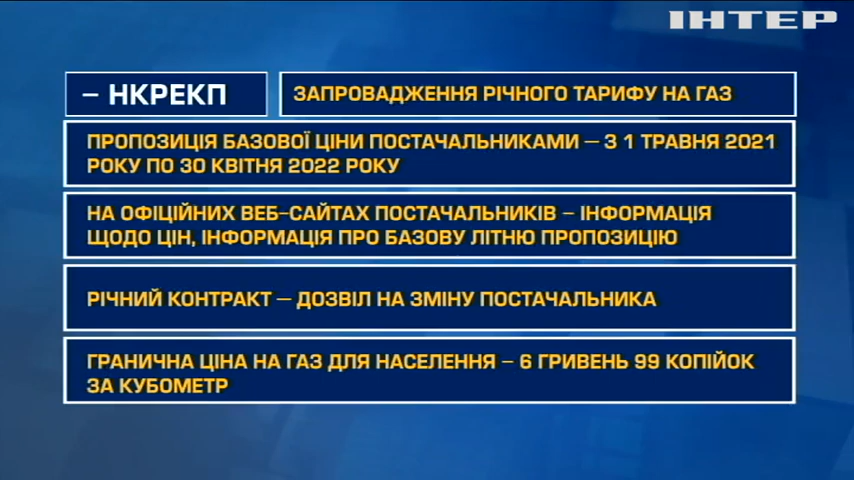 ІНТЕР
– НКРЕКП
ЗАПРОВАДЖЕННЯ РІЧНОГО ТАРИФУ НА ГАЗ
ПРОПОЗИЦІЯ БАЗОВОЇ ЦІНИ ПОСТАЧАЛЬНИКАМИ – З 1 ТРАВНЯ 2021
РОКУ ПО 30 КВІТНЯ 2022 РОКУ
НА ОФІЦІЙНИХ ВЕБ-САЙТАХ ПОСТАЧАЛЬНИКІВ – ІНФОРМАЦІЯ
ЩОДО ЦІН, ІНФОРМАЦІЯ ПРО БАЗОВУ ЛІТНЮ ПРОПОЗИЦІЮ
РІЧНИЙ КОНТРАКТ – ДОЗВІЛ НА ЗМІНУ ПОСТАЧАЛЬНИКА
ГРАНИЧНА ЦІНА НА ГАЗ ДЛЯ НАСЕЛЕННЯ – 6 ГРИВЕНЬ 99 КОПІЙОК
ЗА КУБОМЕТР